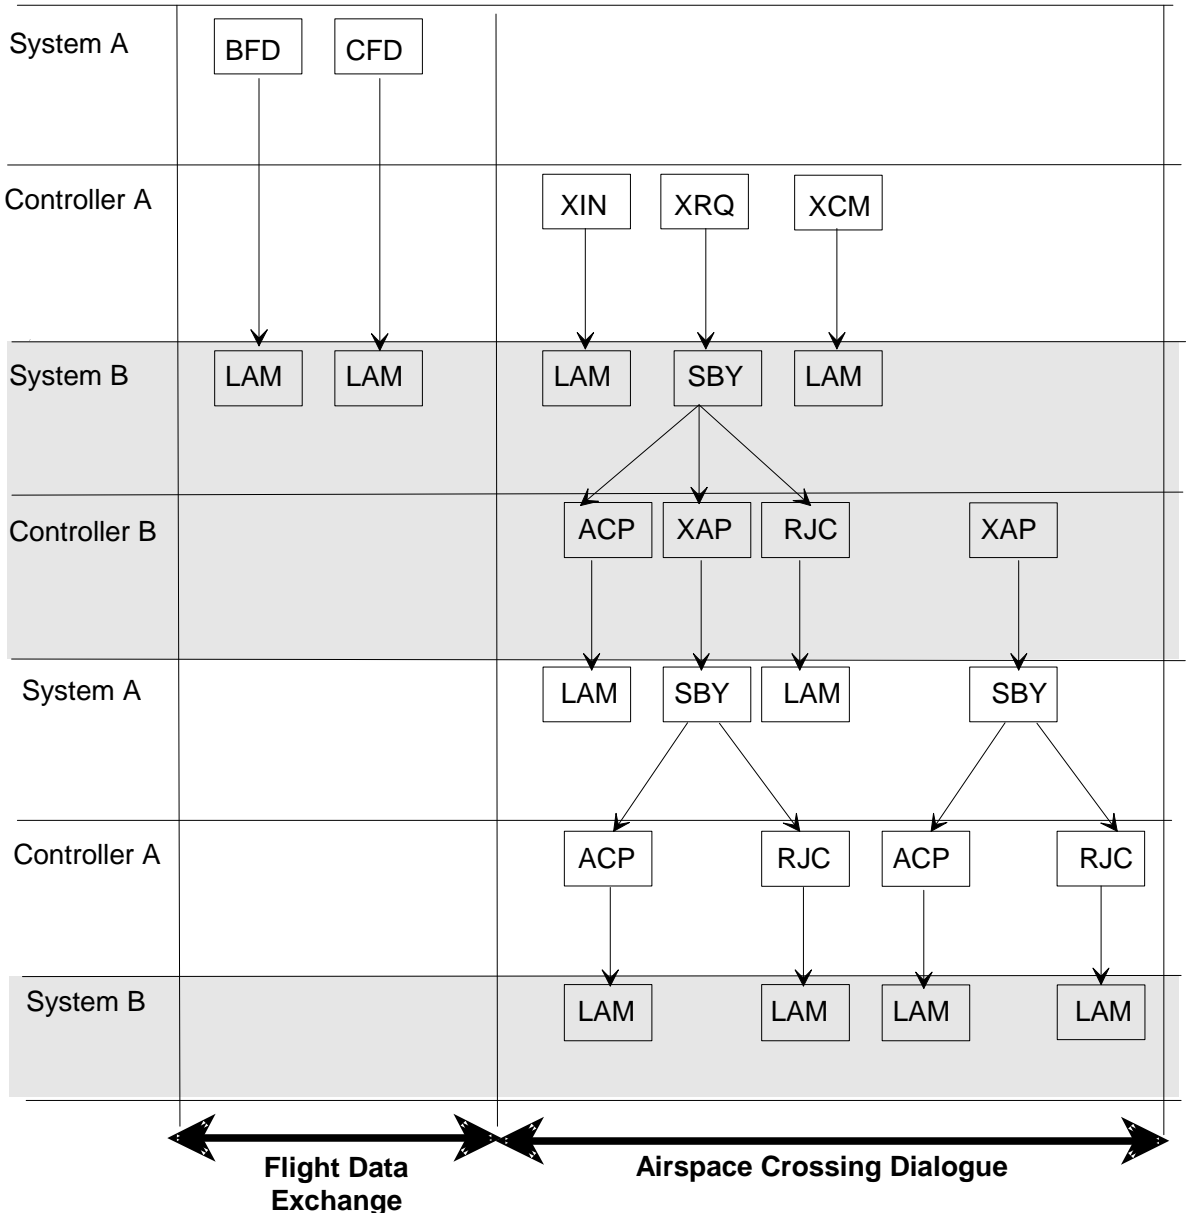 System A BFD CFD
Controller A XIN XRQ XCM
System B LAM LAM LAM SBY LAM
Controller B ACP XAP RJC XAP
System A LAM SBY LAM SBY
Controller A ACP RJC ACP RJC
System B LAM LAM LAM LAM
Flight Data
Exchange
Airspace Crossing Dialogue